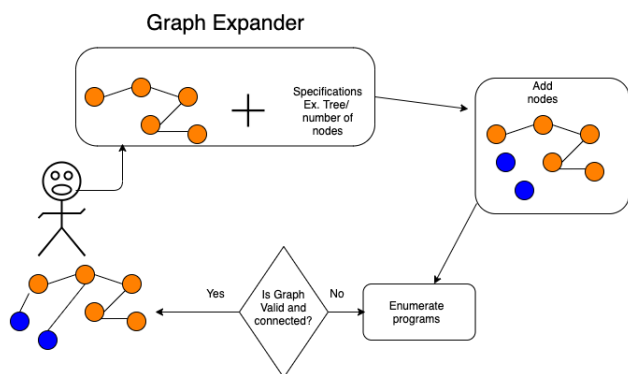 Graph Expander
Specifications
Ex. Tree/
number of
nodes
Add
nodes
Yes
Is Graph
Valid and
connected?
No
Enumerate
programs